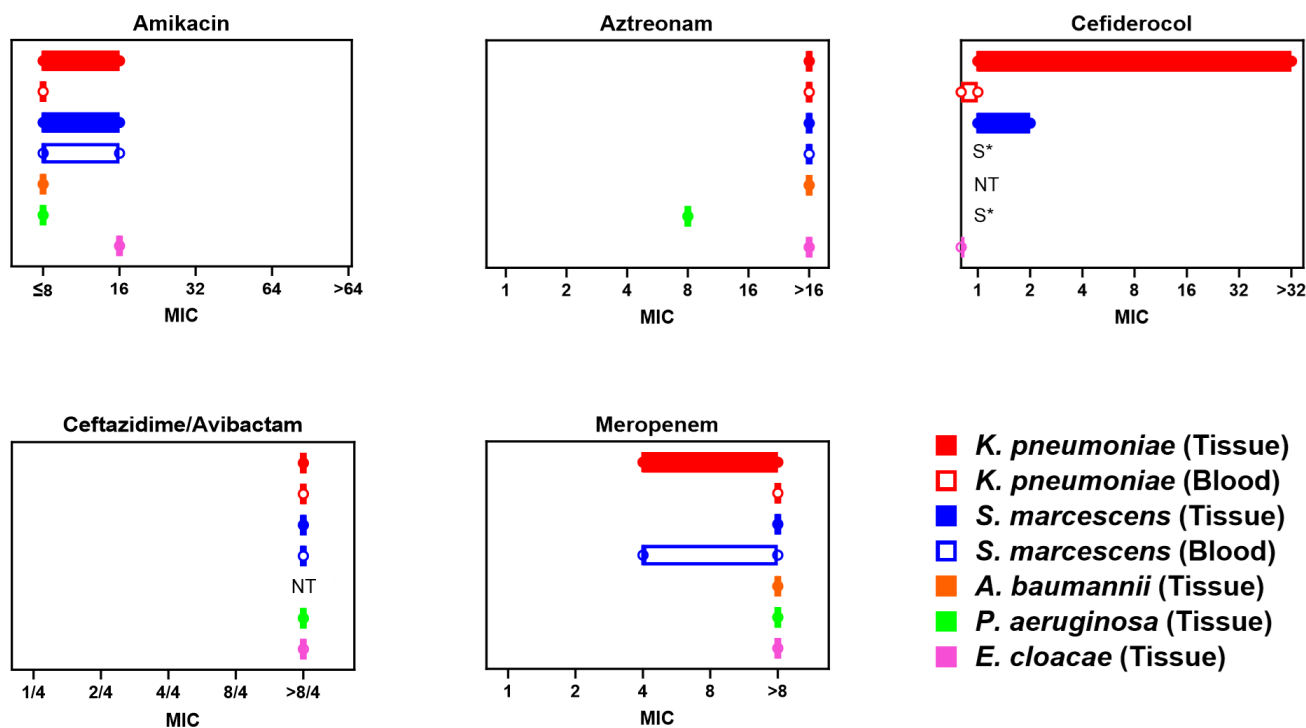 Amikacin
≤8 16 32 64 >64
MIC
Aztreonam
1 2 4 8 >16
MIC
Cefiderocol
S*
NT
S*
1 2 4 8 16 32 >32
MIC
Ceftazidime/Avibactam
NT
1/4 2/4 4/4 8/4 >8/4
MIC
Meropenem
1 2 4 8 >8
MIC
K. pneumoniae (Tissue)
K. pneumoniae (Blood)
S. marcescens (Tissue)
S. marcescens (Blood)
A. baumannii (Tissue)
P. aeruginosa (Tissue)
E. cloacae (Tissue)